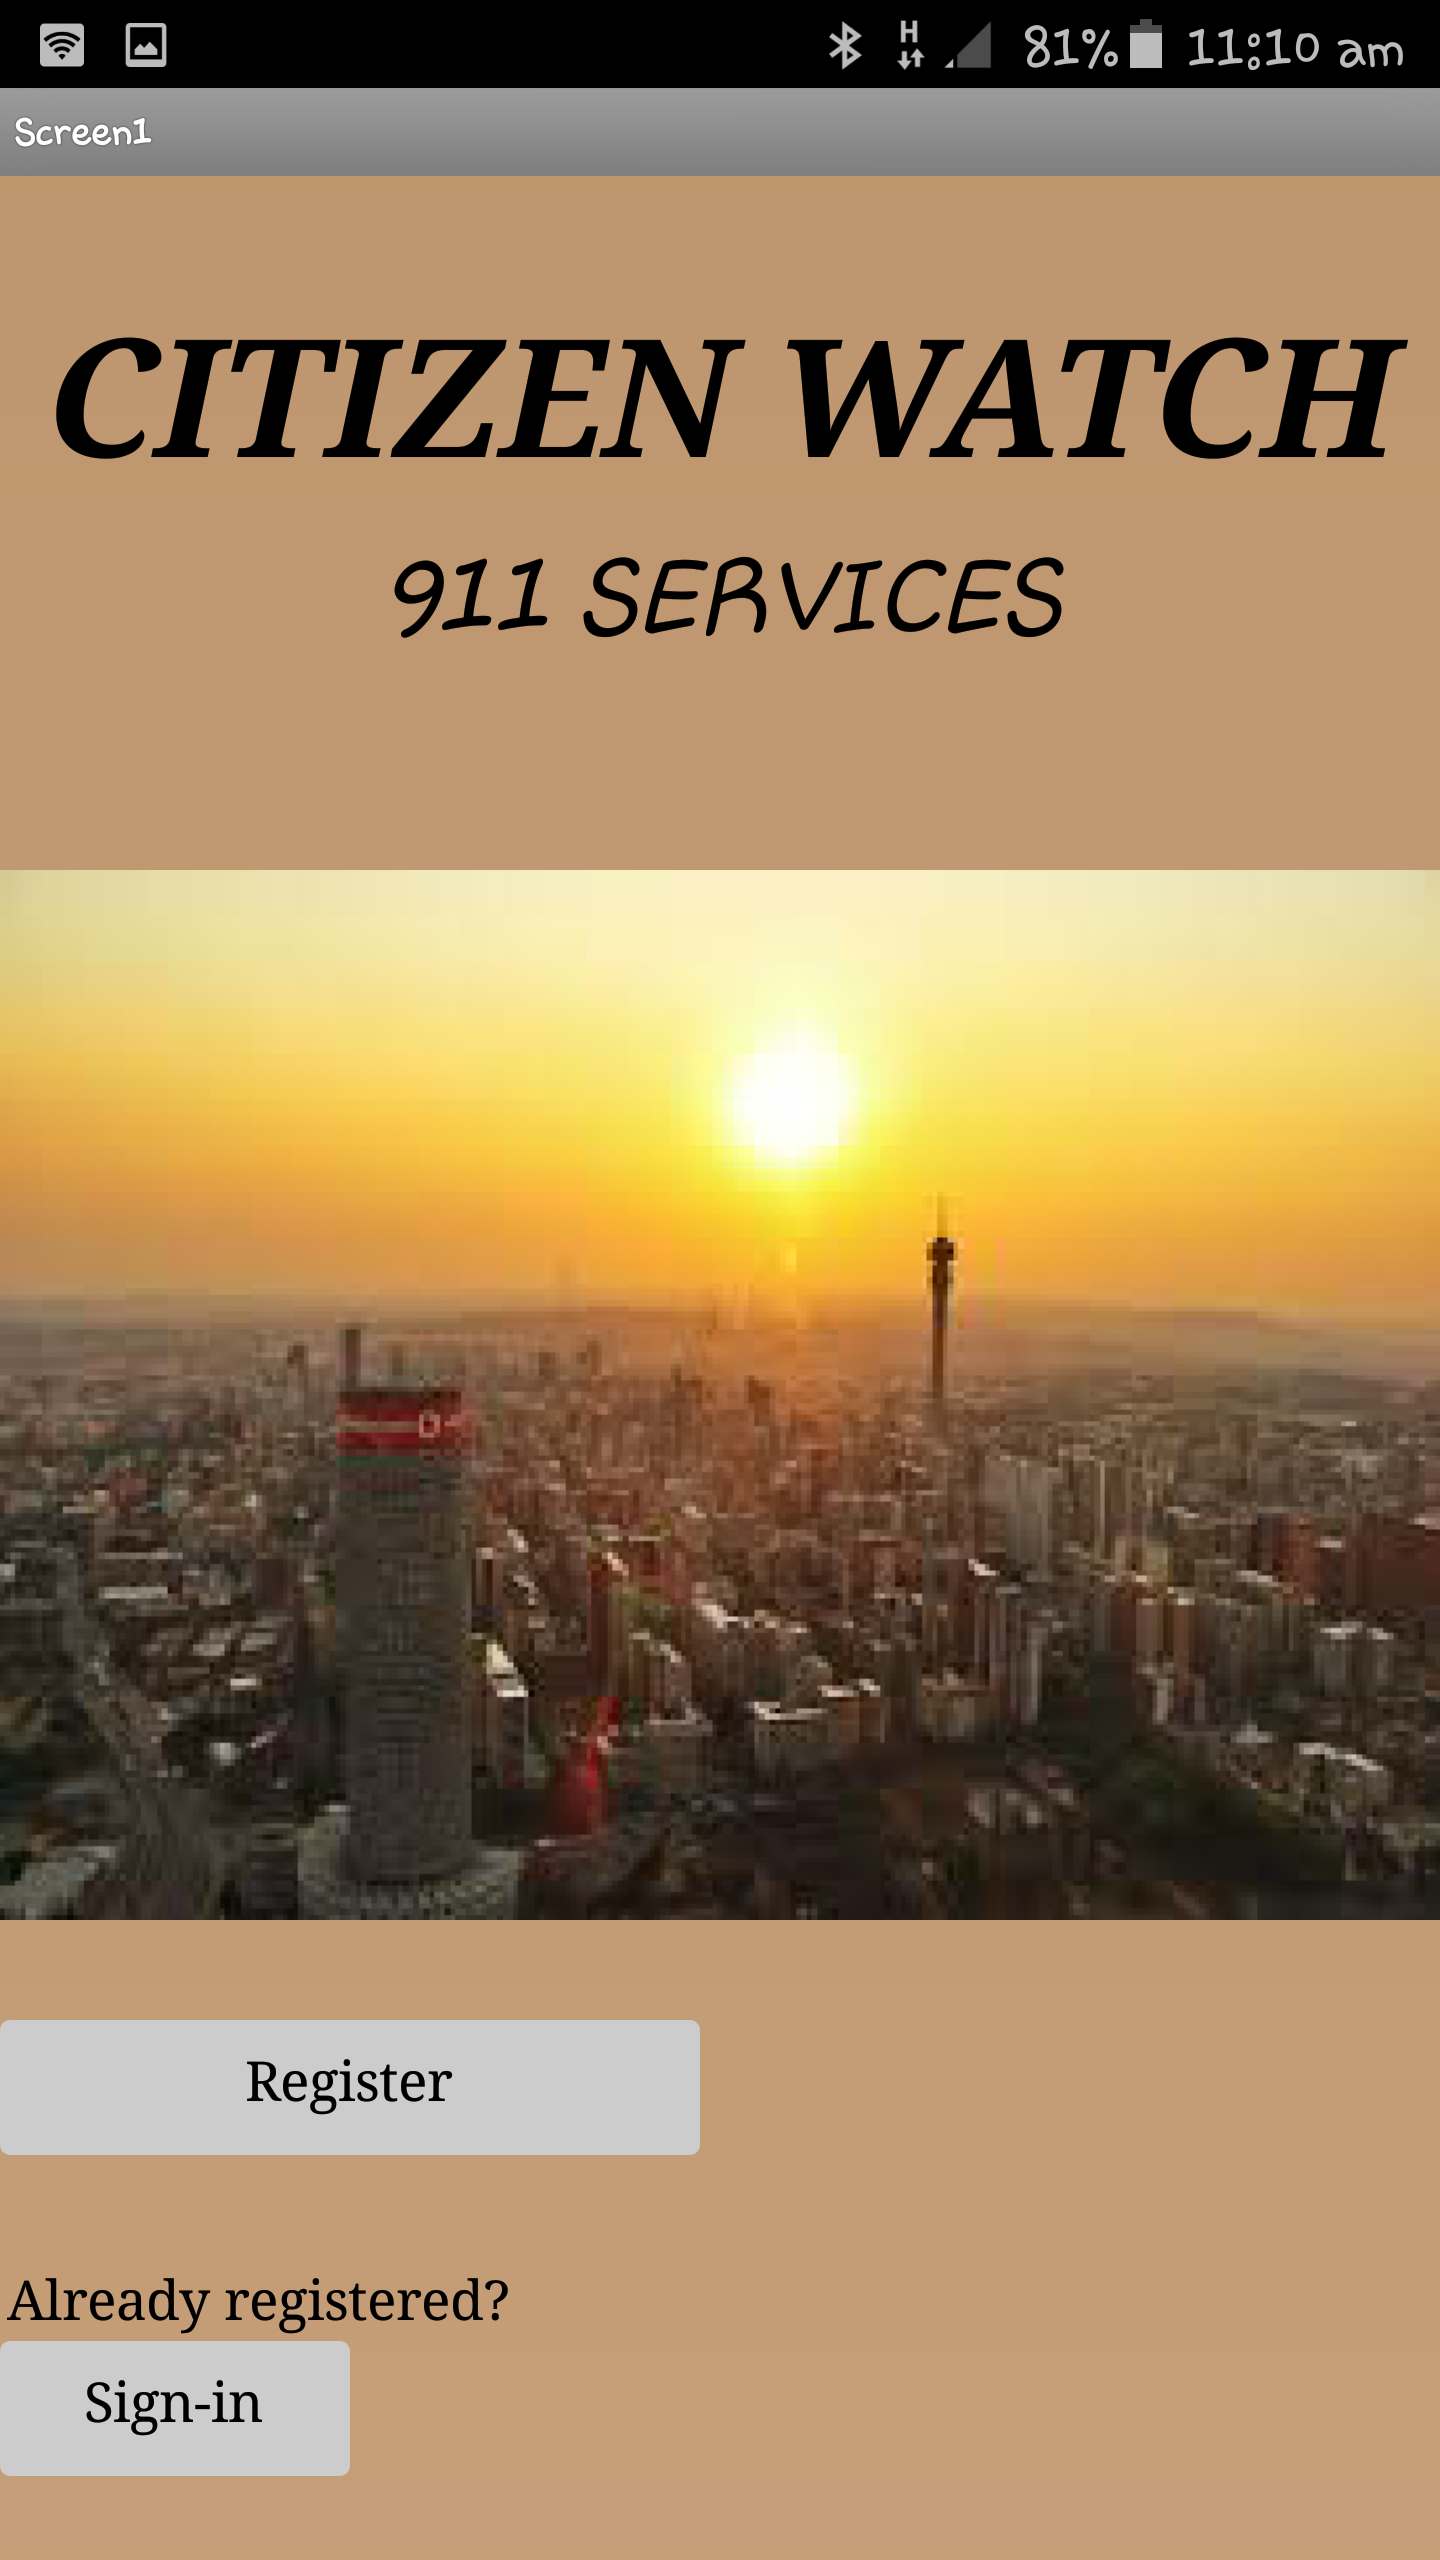 H 81% 11:10 am
Screen1
CITIZEN WATCH
911 SERVICES
Register
Already registered?
Sign-in